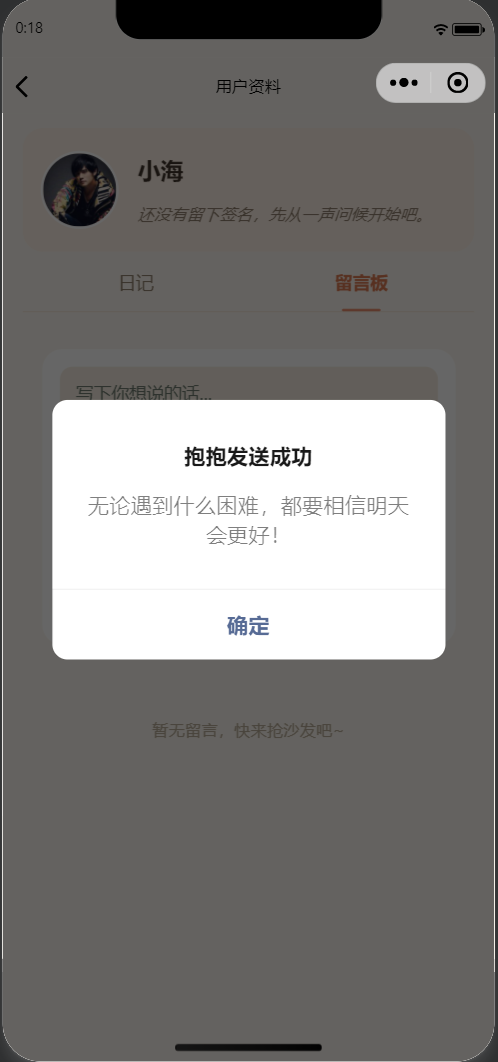 0:18
用户资料
小海
还没有留下签名，先从一声问候开始吧。
日记
留言板
写下你想说的话...
抱抱发送成功
无论遇到什么困难，都要相信明天
会更好！
确定
暂无留言，快来抢沙发吧~